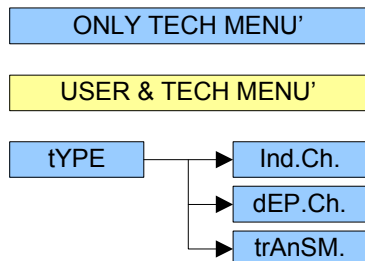 ONLY TECH MENU'
USER & TECH MENU'
tYPE
Ind.Ch.
dEP.Ch.
trAnSM.